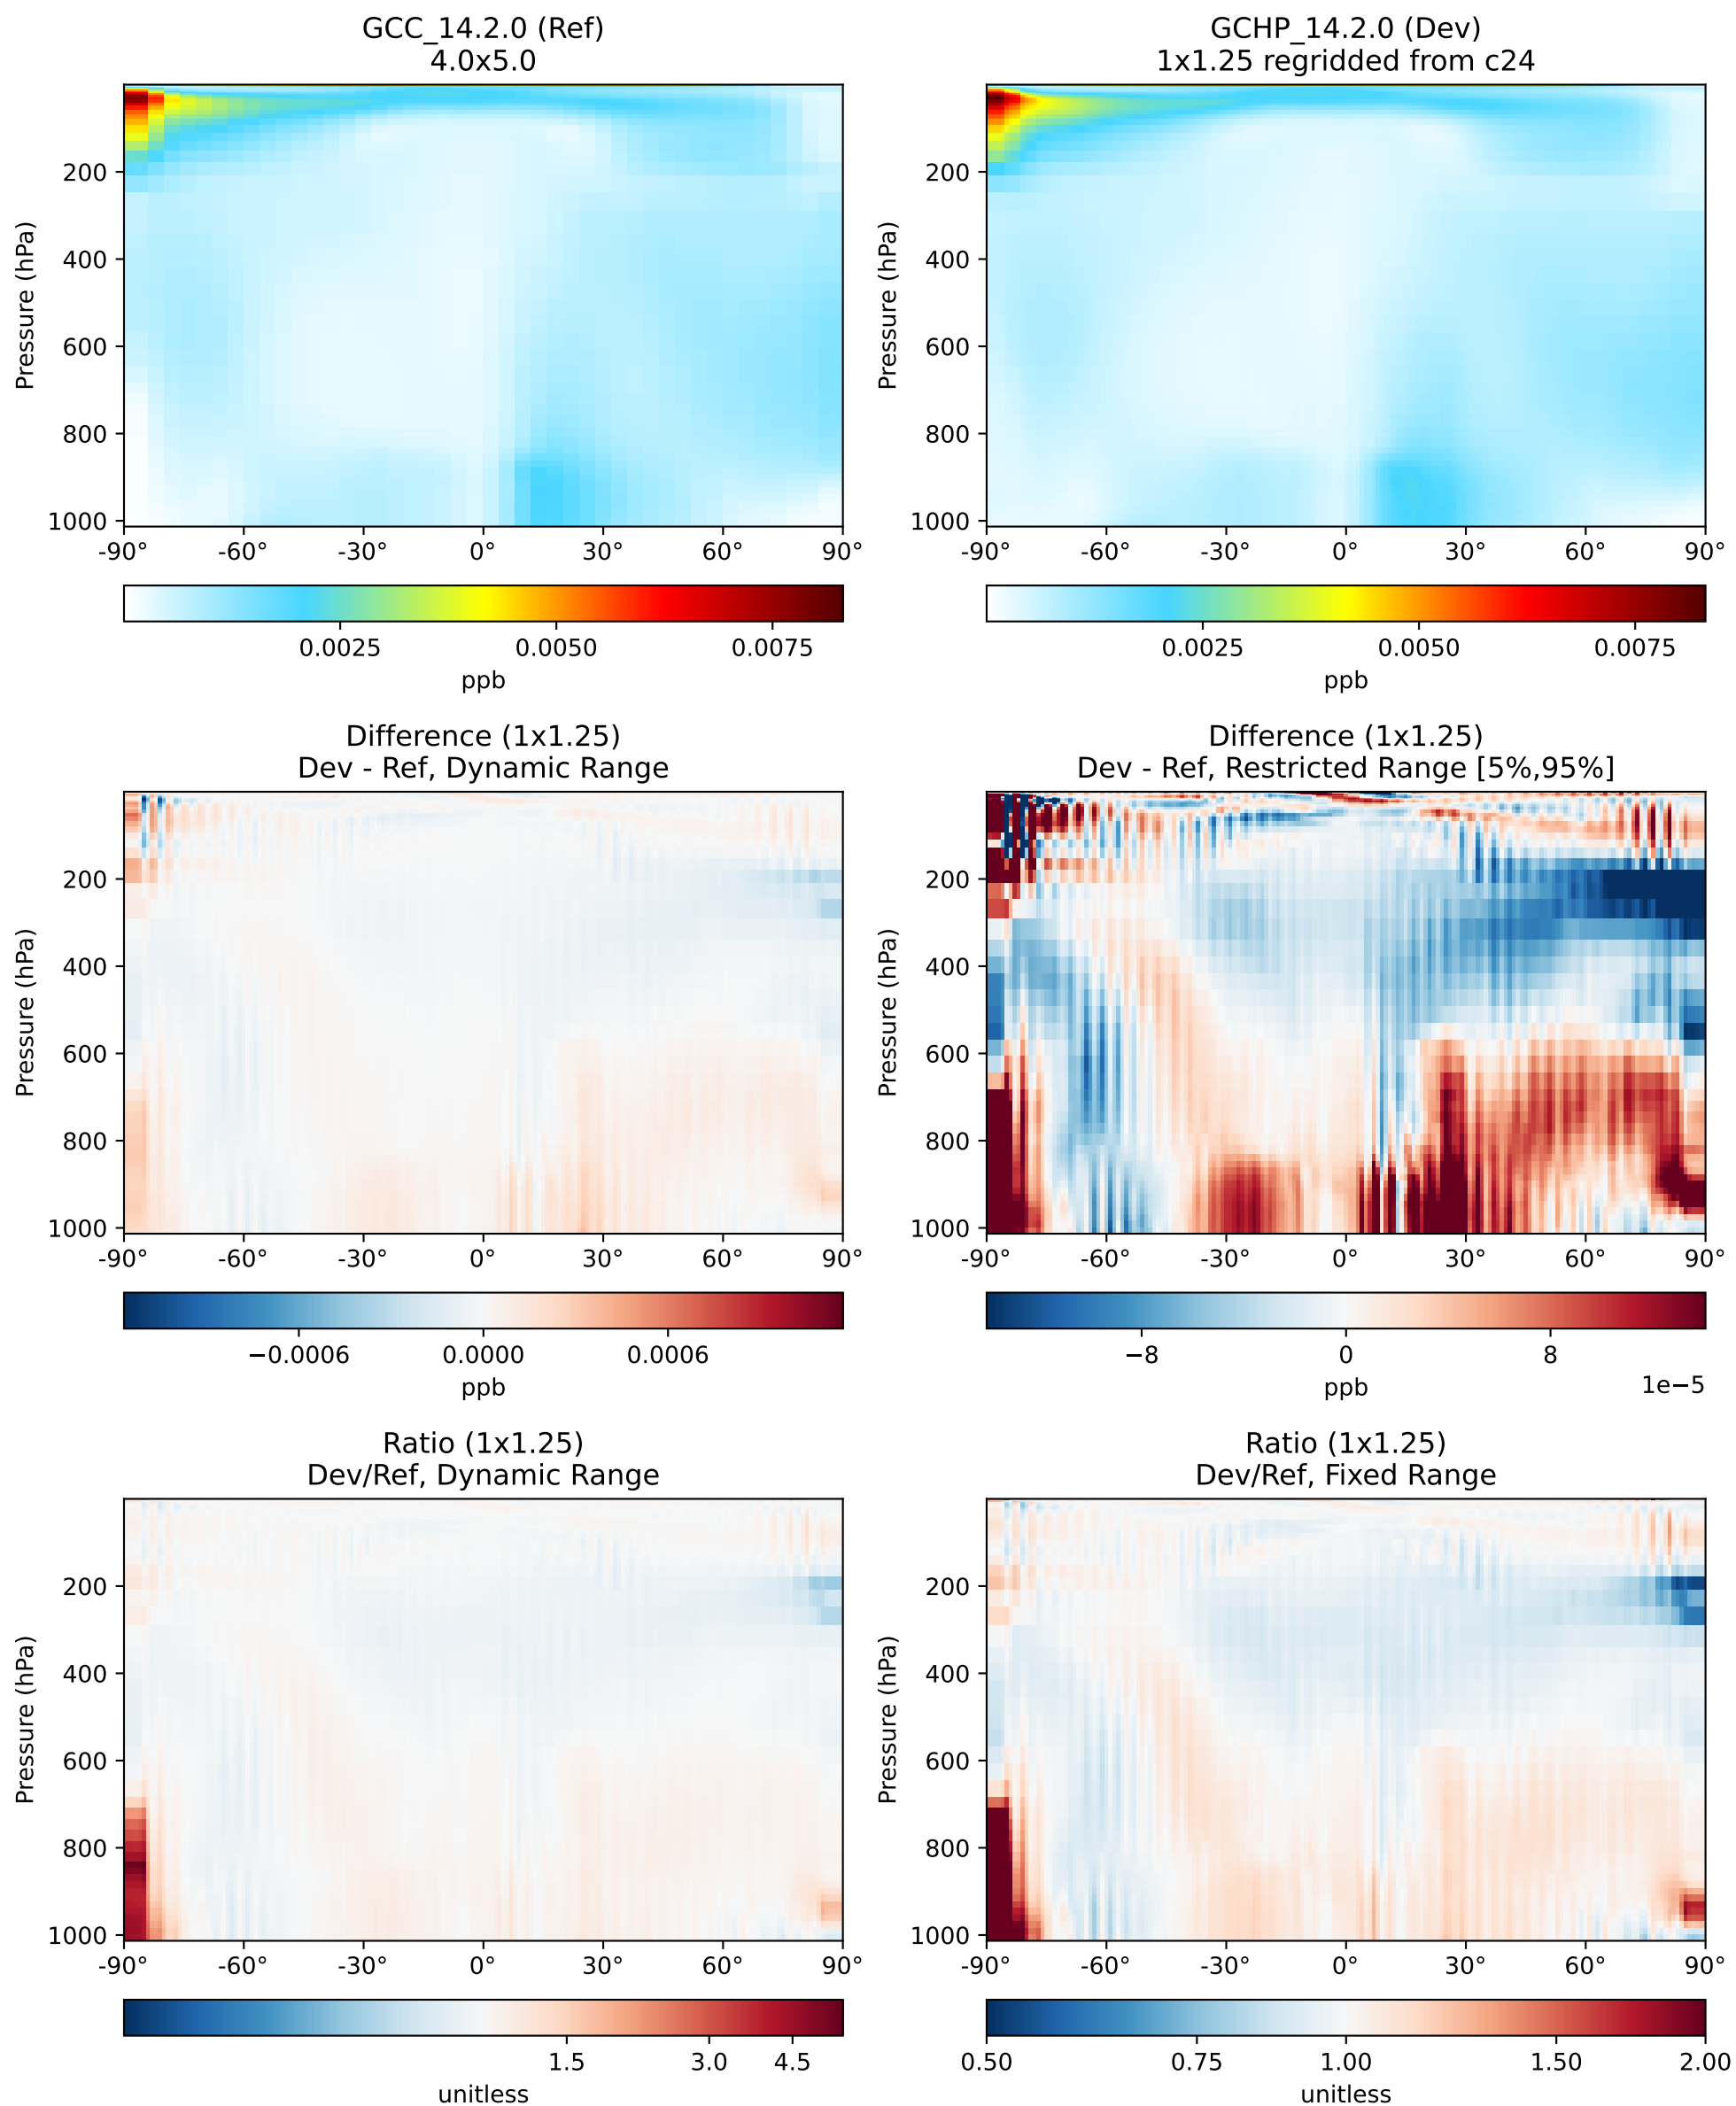 GCC_14.2.0 (Ref)
4.0x5.0
Pressure (hPa)
200
400
600
800
1000
-90° -60° -30° 0° 30° 60° 90°
0.0025 0.0050 0.0075
ppb
GCHP_14.2.0 (Dev)
1x1.25 regridded from c24
Pressure (hPa)
200
400
600
800
1000
-90° -60° -30° 0° 30° 60° 90°
0.0025 0.0050 0.0075
ppb
Difference (1x1.25)
Dev - Ref, Dynamic Range
Pressure (hPa)
200
400
600
800
1000
-90° -60° -30° 0° 30° 60° 90°
−0.0006 0.0000 0.0006
ppb
Difference (1x1.25)
Dev - Ref, Restricted Range [5%,95%]
Pressure (hPa)
200
400
600
800
1000
-90° -60° -30° 0° 30° 60° 90°
−8 0 8
ppb
1e−5
Ratio (1x1.25)
Dev/Ref, Dynamic Range
Pressure (hPa)
200
400
600
800
1000
-90° -60° -30° 0° 30° 60° 90°
1.5 3.0 4.5
unitless
Ratio (1x1.25)
Dev/Ref, Fixed Range
Pressure (hPa)
200
400
600
800
1000
-90° -60° -30° 0° 30° 60° 90°
0.50 0.75 1.00 1.50 2.00
unitless